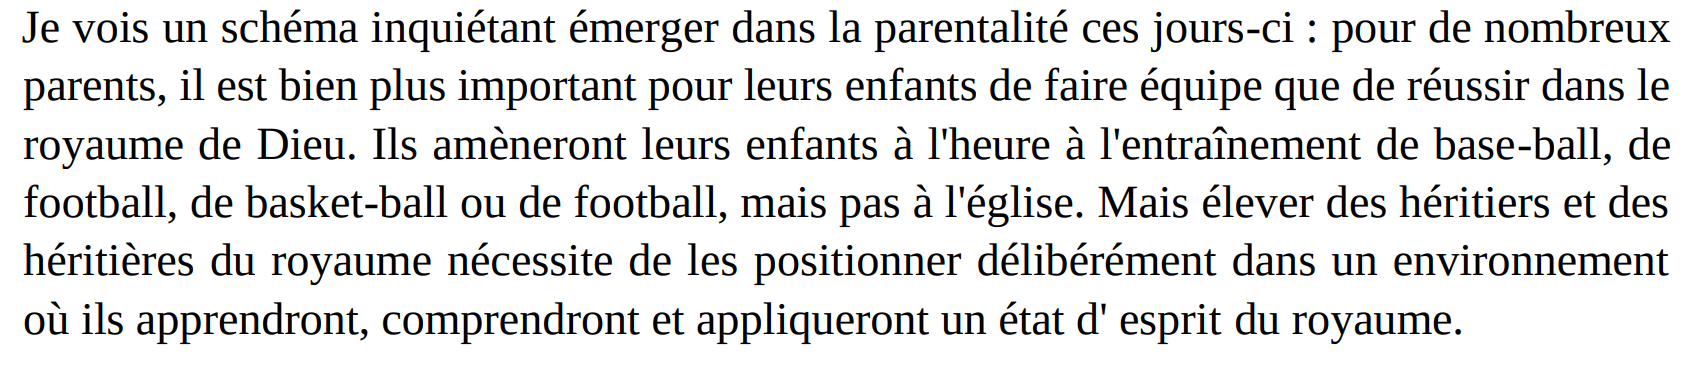 Je vois un schéma inquiétant émerger dans la parentalité ces jours-ci : pour de nombreux
parents, il est bien plus important pour leurs enfants de faire équipe que de réussir dans le
royaume de Dieu. Ils amèneront leurs enfants à l'heure à l'entraînement de base-ball, de
football, de basket-ball ou de football, mais pas à l'église. Mais élever des héritiers et des
héritières du royaume nécessite de les positionner délibérément dans un environnement
où ils apprendront, comprendront et appliqueront un état d' esprit du royaume.